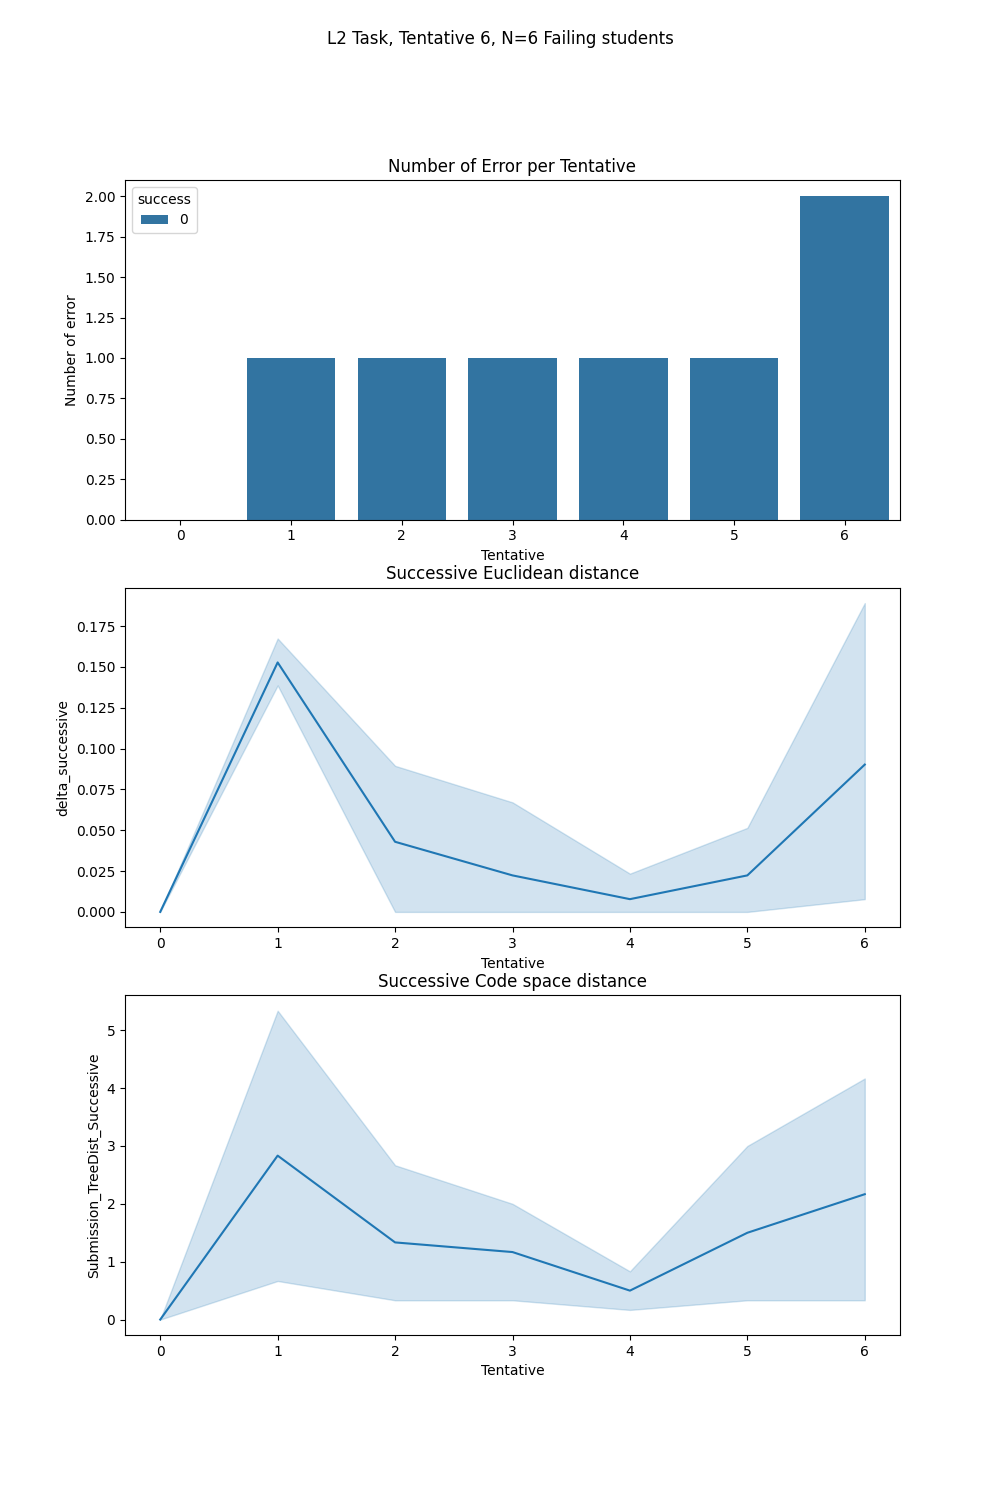 L2 Task, Tentative 6, N=6 Failing students
Number of Error per Tentative
success
0
2.00
1.75
1.50
1.25
1.00
0.75
0.50
0.25
0.00
Number of error
0 1 2 3 4 5 6
Tentative
Successive Euclidean distance
0.175
0.150
0.125
0.100
0.075
0.050
0.025
0.000
delta_successive
0 1 2 3 4 5 6
Tentative
Successive Code space distance
5
4
3
2
1
0
Submission_TreeDist_Successive
0 1 2 3 4 5 6
Tentative